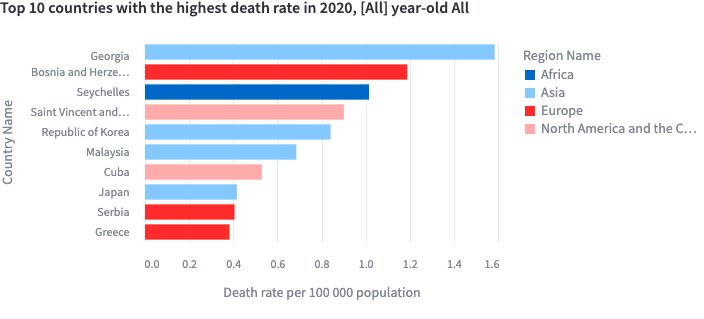 Top 10 countries with the highest death rate in 2020, [All] year-old All
Country Name
Georgia
Bosnia and Herze…
Seychelles
Saint Vincent and…
Republic of Korea
Malaysia
Cuba
Japan
Serbia
Greece
0.0 0.2 0.4 0.6 0.8 1.0 1.2 1.4 1.6
Death rate per 100 000 population
Region Name
Africa
Asia
Europe
North America and the C…